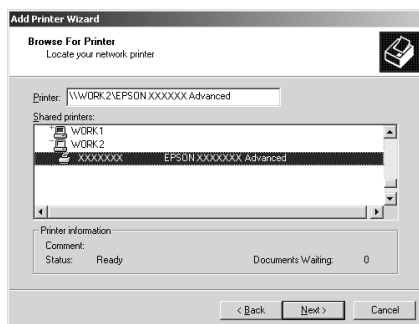 Add Printer Wizard
Browse For Printer
Locate your network printer
Printer: \\WORK2\EPSON XXXXXX Advanced
Shared printers:
WORK1
WORK2
XXXXXXX EPSON XXXXXXX Advanced
Printer information
Comment:
Status: Ready Documents Waiting: 0
< Back Next > Cancel